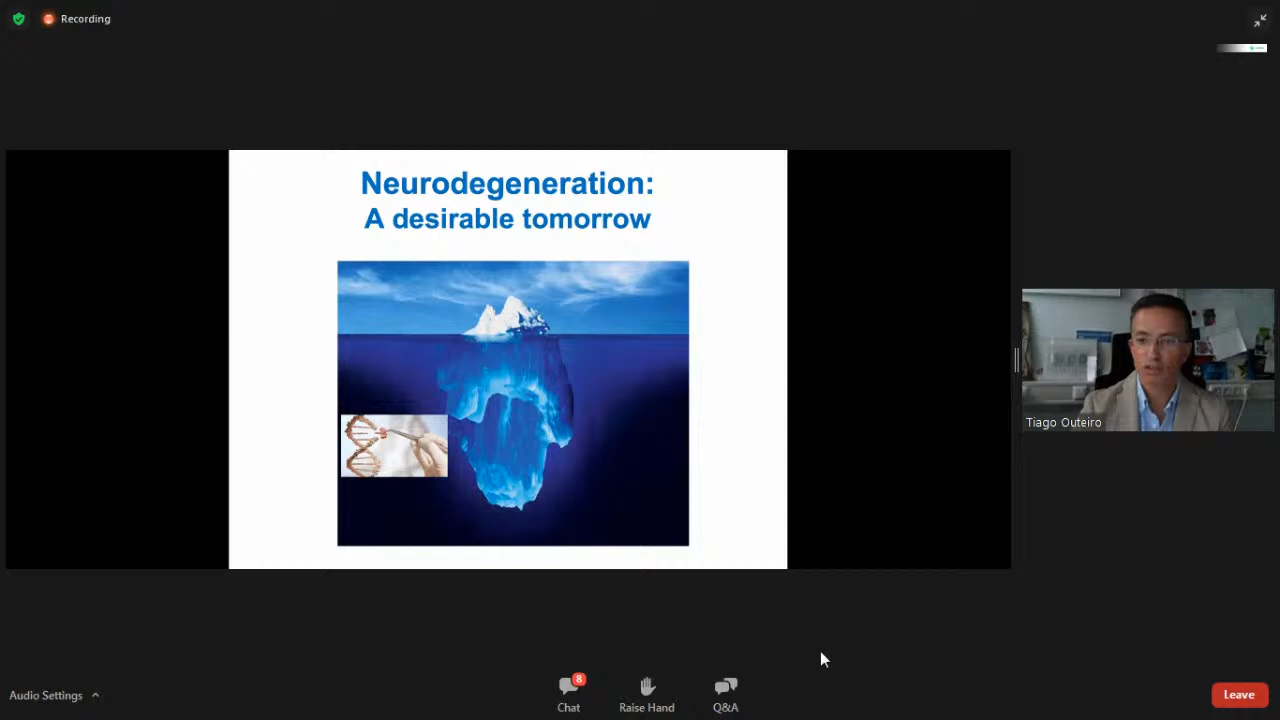 Recording
Neurodegeneration:
A desirable tomorrow
Tiago Outeiro
Audio Settings
8
Chat
Raise Hand
Q&A
Leave